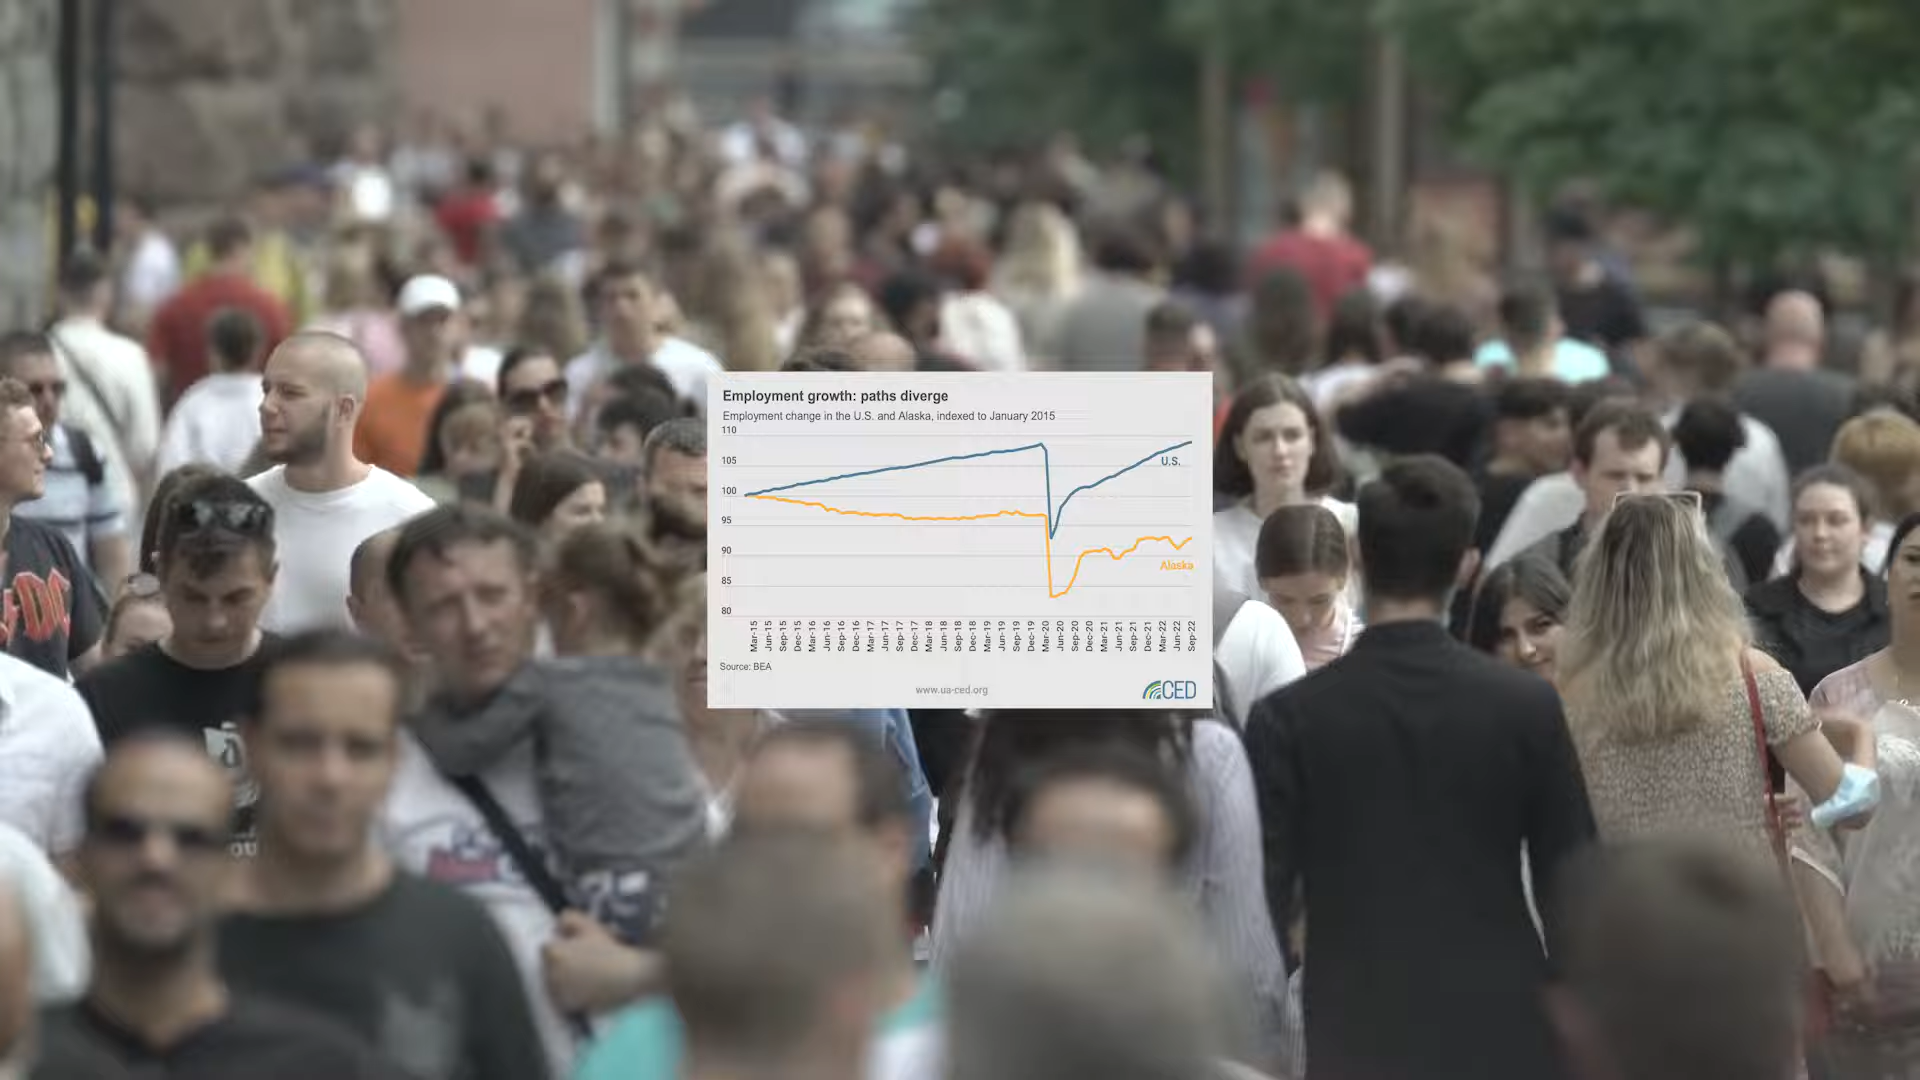 Employment growth: paths diverge
Employment change in the U.S. and Alaska, indexed to January 2015
110
105
100
95
90
85
80
U.S.
Alaska
Mar-15 Jun-15 Sep-15 Dec-15 Mar-16 Jun-16 Sep-16 Dec-16 Mar-17 Jun-17 Sep-17 Dec-17 Mar-18 Jun-18 Sep-18 Dec-18 Mar-19 Jun-19 Sep-19 Dec-19 Mar-20 Jun-20 Sep-20 Dec-20 Mar-21 Jun-21 Sep-21 Dec-21 Mar-22 Jun-22 Sep-22
Source: BEA
www.ua-ced.org
CED